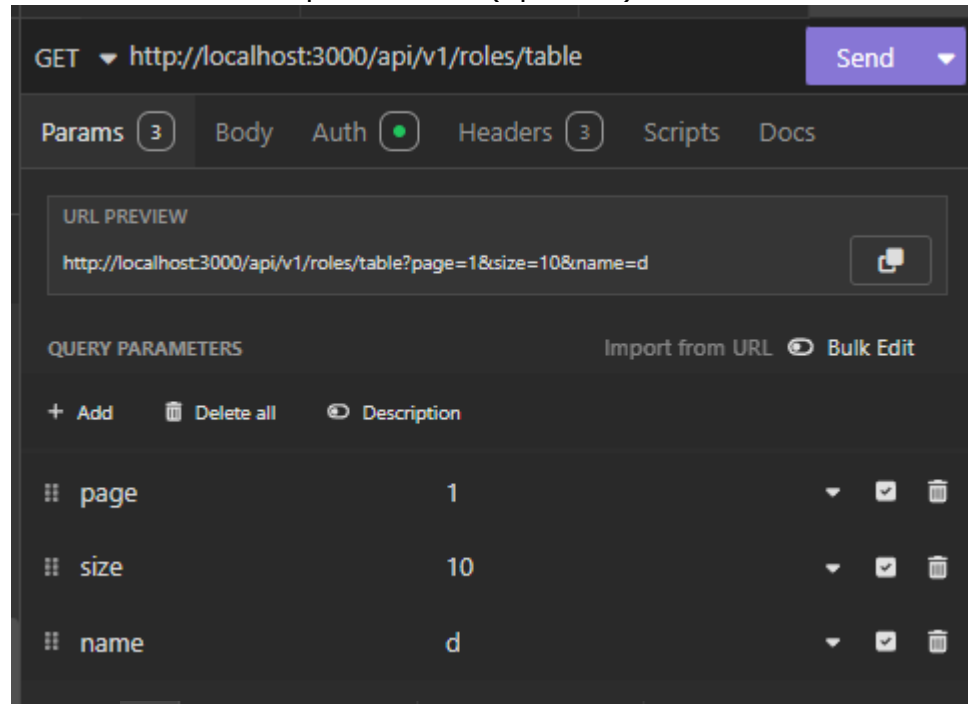 GET http://localhost:3000/api/v1/roles/table Send
Params 3 Body Auth Headers 3 Scripts Docs
URL PREVIEW
http://localhost:3000/api/v1/roles/table?page=1&size=10&name=d
QUERY PARAMETERS Import from URL Bulk Edit
+ Add Delete all Description
page 1
size 10
name d